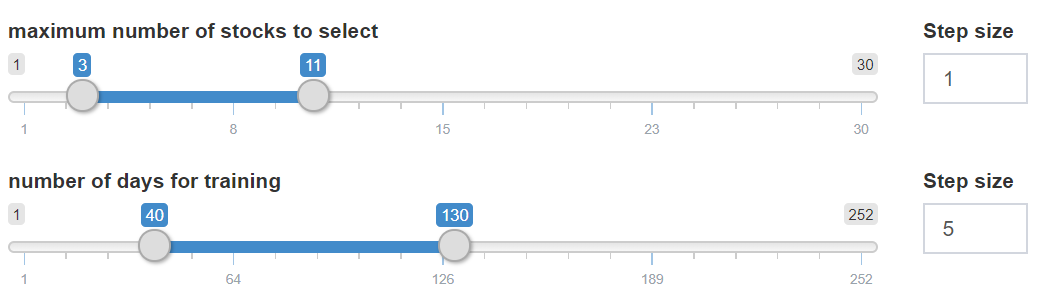 maximum number of stocks to select Step size
1 3 11 30
1
1 8 15 23 30
number of days for training Step size
1 40 130 252
5
1 64 126 189 252